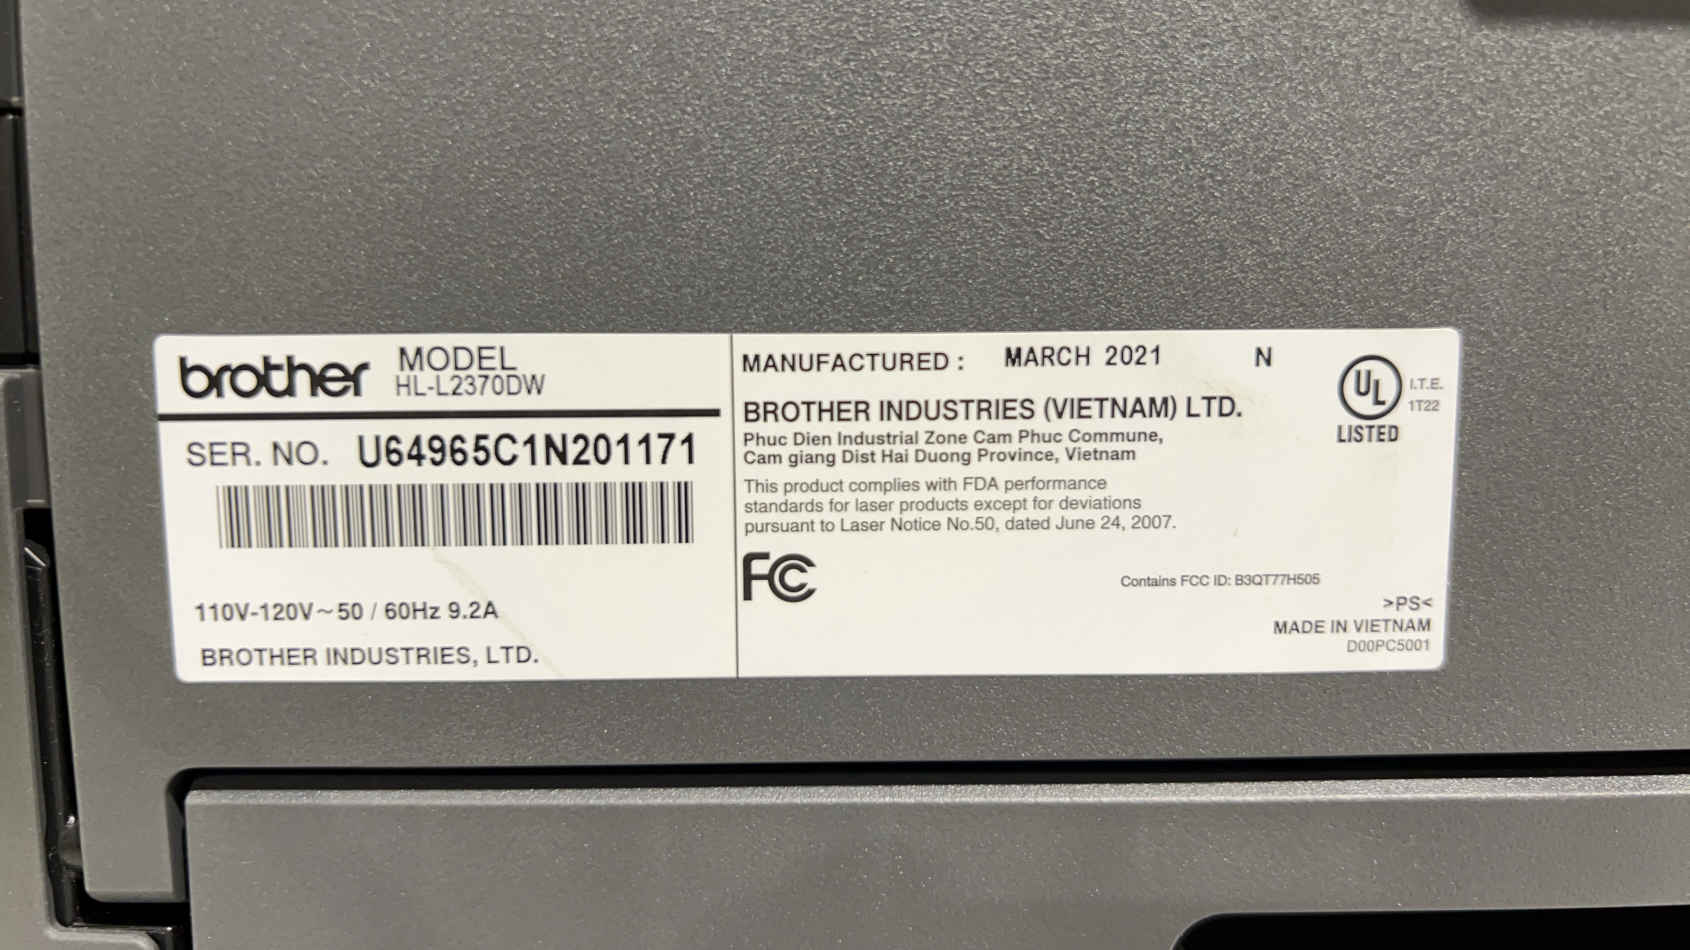 brother MODEL
HL-L2370DW
SER. NO. U64965C1N201171
110V-120V~50 / 60Hz 9.2A
BROTHER INDUSTRIES, LTD.
MANUFACTURED : MARCH 2021 N
BROTHER INDUSTRIES (VIETNAM) LTD.
Phuc Dien Industrial Zone Cam Phuc Commune,
Cam giang Dist Hai Duong Province, Vietnam
This product complies with FDA performance
standards for laser products except for deviations
pursuant to Laser Notice No.50, dated June 24, 2007.
FC
Contains FCC ID: B3QT77H505
>PS<
MADE IN VIETNAM
D00PC5001
UL
LISTED
I.T.E.
1T22